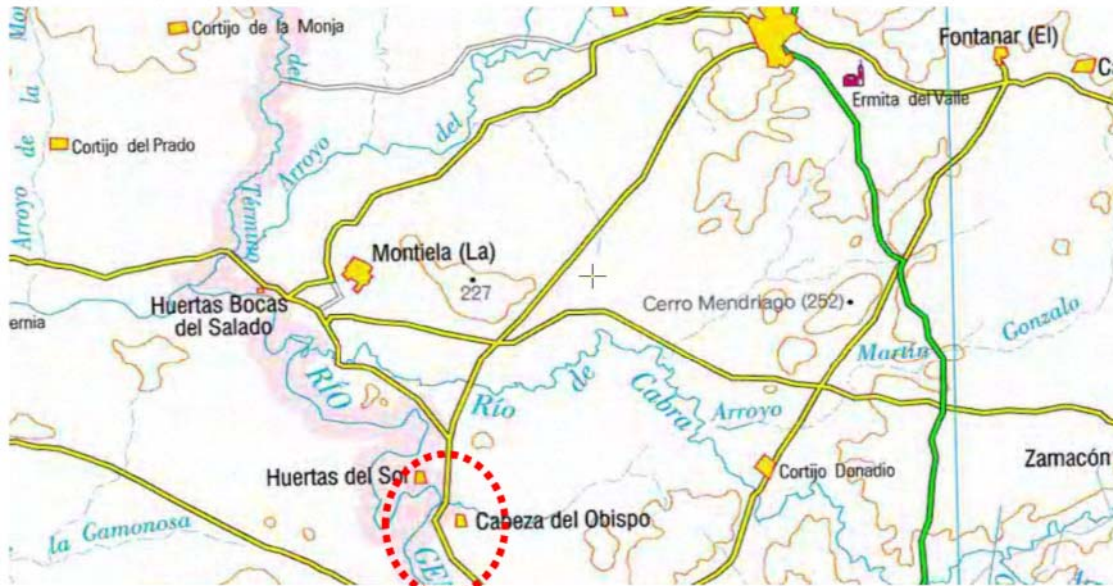 Cortijo de la Monja
Fontanar (El)
Ermita del Valle
Cortijo del Prado
Arroyo de la
de
Término
Arroyo del
Montiela (La)
227
Cerro Mendriago (252)
Huertas Bocas
del Salado
ernia
Gonzalo
Martín
Arroyo
RÍO
Río de Cabra
Huertas del Sol
Cortijo Donadio
Zamacón
Cabeza del Obispo
la Gamonosa